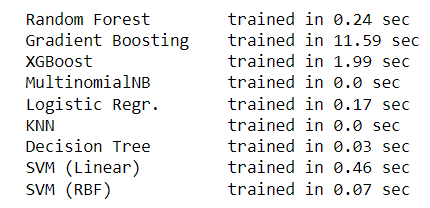 Random Forest trained in 0.24 sec
Gradient Boosting trained in 11.59 sec
XGBoost trained in 1.99 sec
MultinomialNB trained in 0.0 sec
Logistic Regr. trained in 0.17 sec
KNN trained in 0.0 sec
Decision Tree trained in 0.03 sec
SVM (Linear) trained in 0.46 sec
SVM (RBF) trained in 0.07 sec